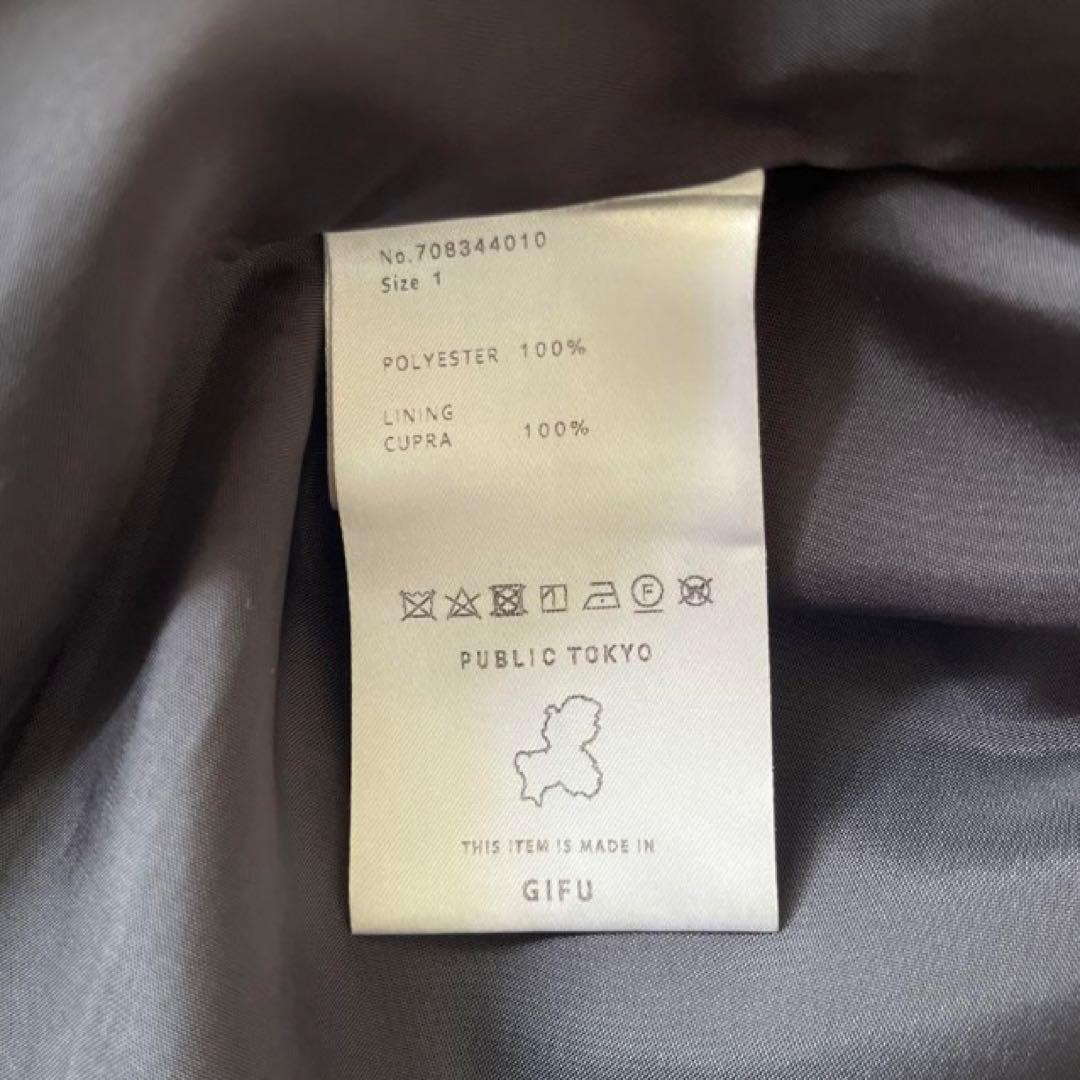 No.708344010
Size 1
POLYESTER 100%
LINING
CUPRA 100%
F
W
PUBLIC TOKYO
THIS ITEM IS MADE IN
GIFU